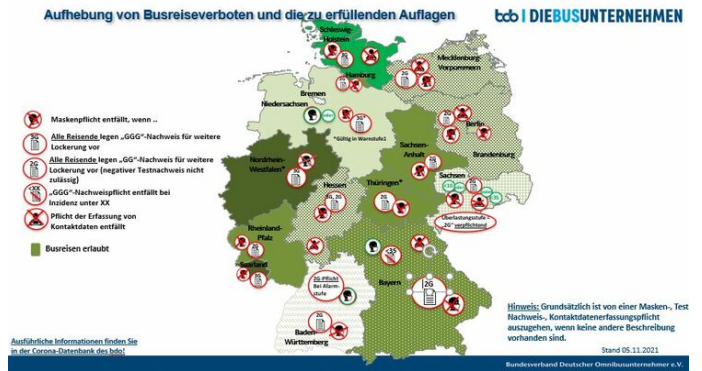 Aufhebung von Busreiseverboten und die zu erfüllenden Auflagen
bdo I DIEBUSUNTERNEHMEN
Schleswig-
Holstein
Mecklenburg-
Vorpommern
Hamburg
Bremen
Niedersachsen
*Gültig in Warnstufe1
Berlin
Brandenburg
Sachsen-
Anhalt
Nordrhein-
Westfalen*
Sachsen
Hessen
Thüringen*
Überlastungsstufe -
2G" verpflichtend
Rheinland-
Pfalz
Saarland
Bayern
2G-Pflicht
Bei Alarm-
stufe
Baden-
Württemberg
2G
3G
<35
Maskenpflicht entfällt, wenn ..
3G
Alle Reisende legen „GGG"-Nachweis für weitere
Lockerung vor
2G
Alle Reisende legen „GG"-Nachweis für weitere
Lockerung vor (negativer Testnachweis nicht
zulässig)
<XX
„GGG"-Nachweispflicht entfällt bei
Inzidenz unter XX
Pflicht der Erfassung von
Kontaktdaten entfällt
Busreisen erlaubt
Hinweis: Grundsätzlich ist von einer Masken-, Test
Nachweis-, Kontaktdatenerfassungspflicht
auszugehen, wenn keine andere Beschreibung
vorhanden sind.
Stand 05.11.2021
Ausführliche Informationen finden Sie
in der Corona-Datenbank des bdo!
Bundesverband Deutscher Omnibusunternehmer e.V.